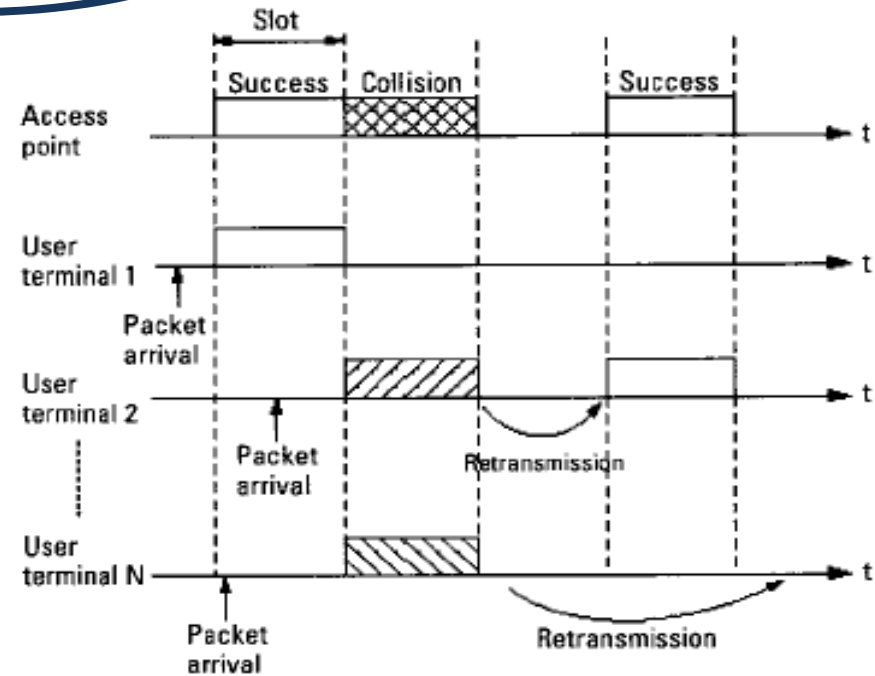 Slot
Success Collision Success
Access
point
t
User
terminal 1
t
Packet
arrival
User
terminal 2
t
Packet
arrival
Retransmission
User
terminal N
t
Packet
arrival
Retransmission